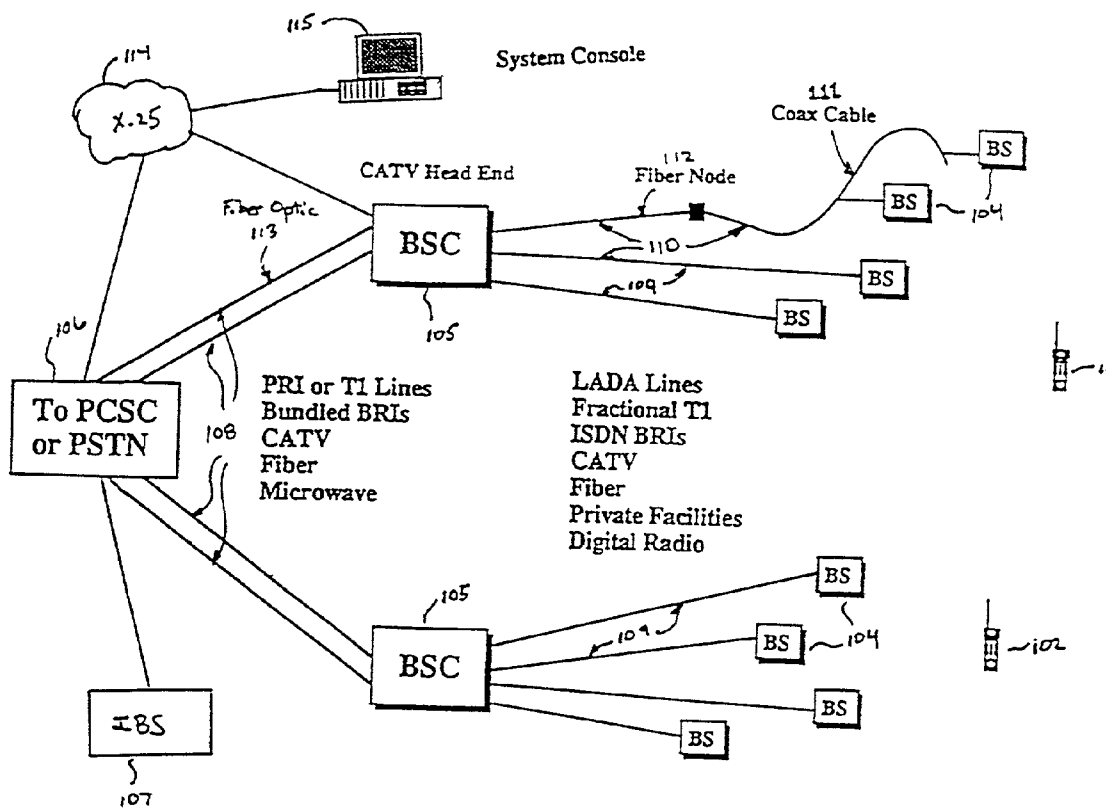 115
114
System Console
X.25
111
Coax Cable
BS
CATV Head End
112
Fiber Node
BS
104
Fiber Optic
113
BSC
110
BS
109
BS
106
105
To PCSC
or PSTN
108
PRI or T1 Lines
Bundled BRIs
CATV
Fiber
Microwave
LADA Lines
Fractional T1
ISDN BRIs
CATV
Fiber
Private Facilities
Digital Radio
105
BS
109
BS
104
102
BSC
IBS
BS
BS
107